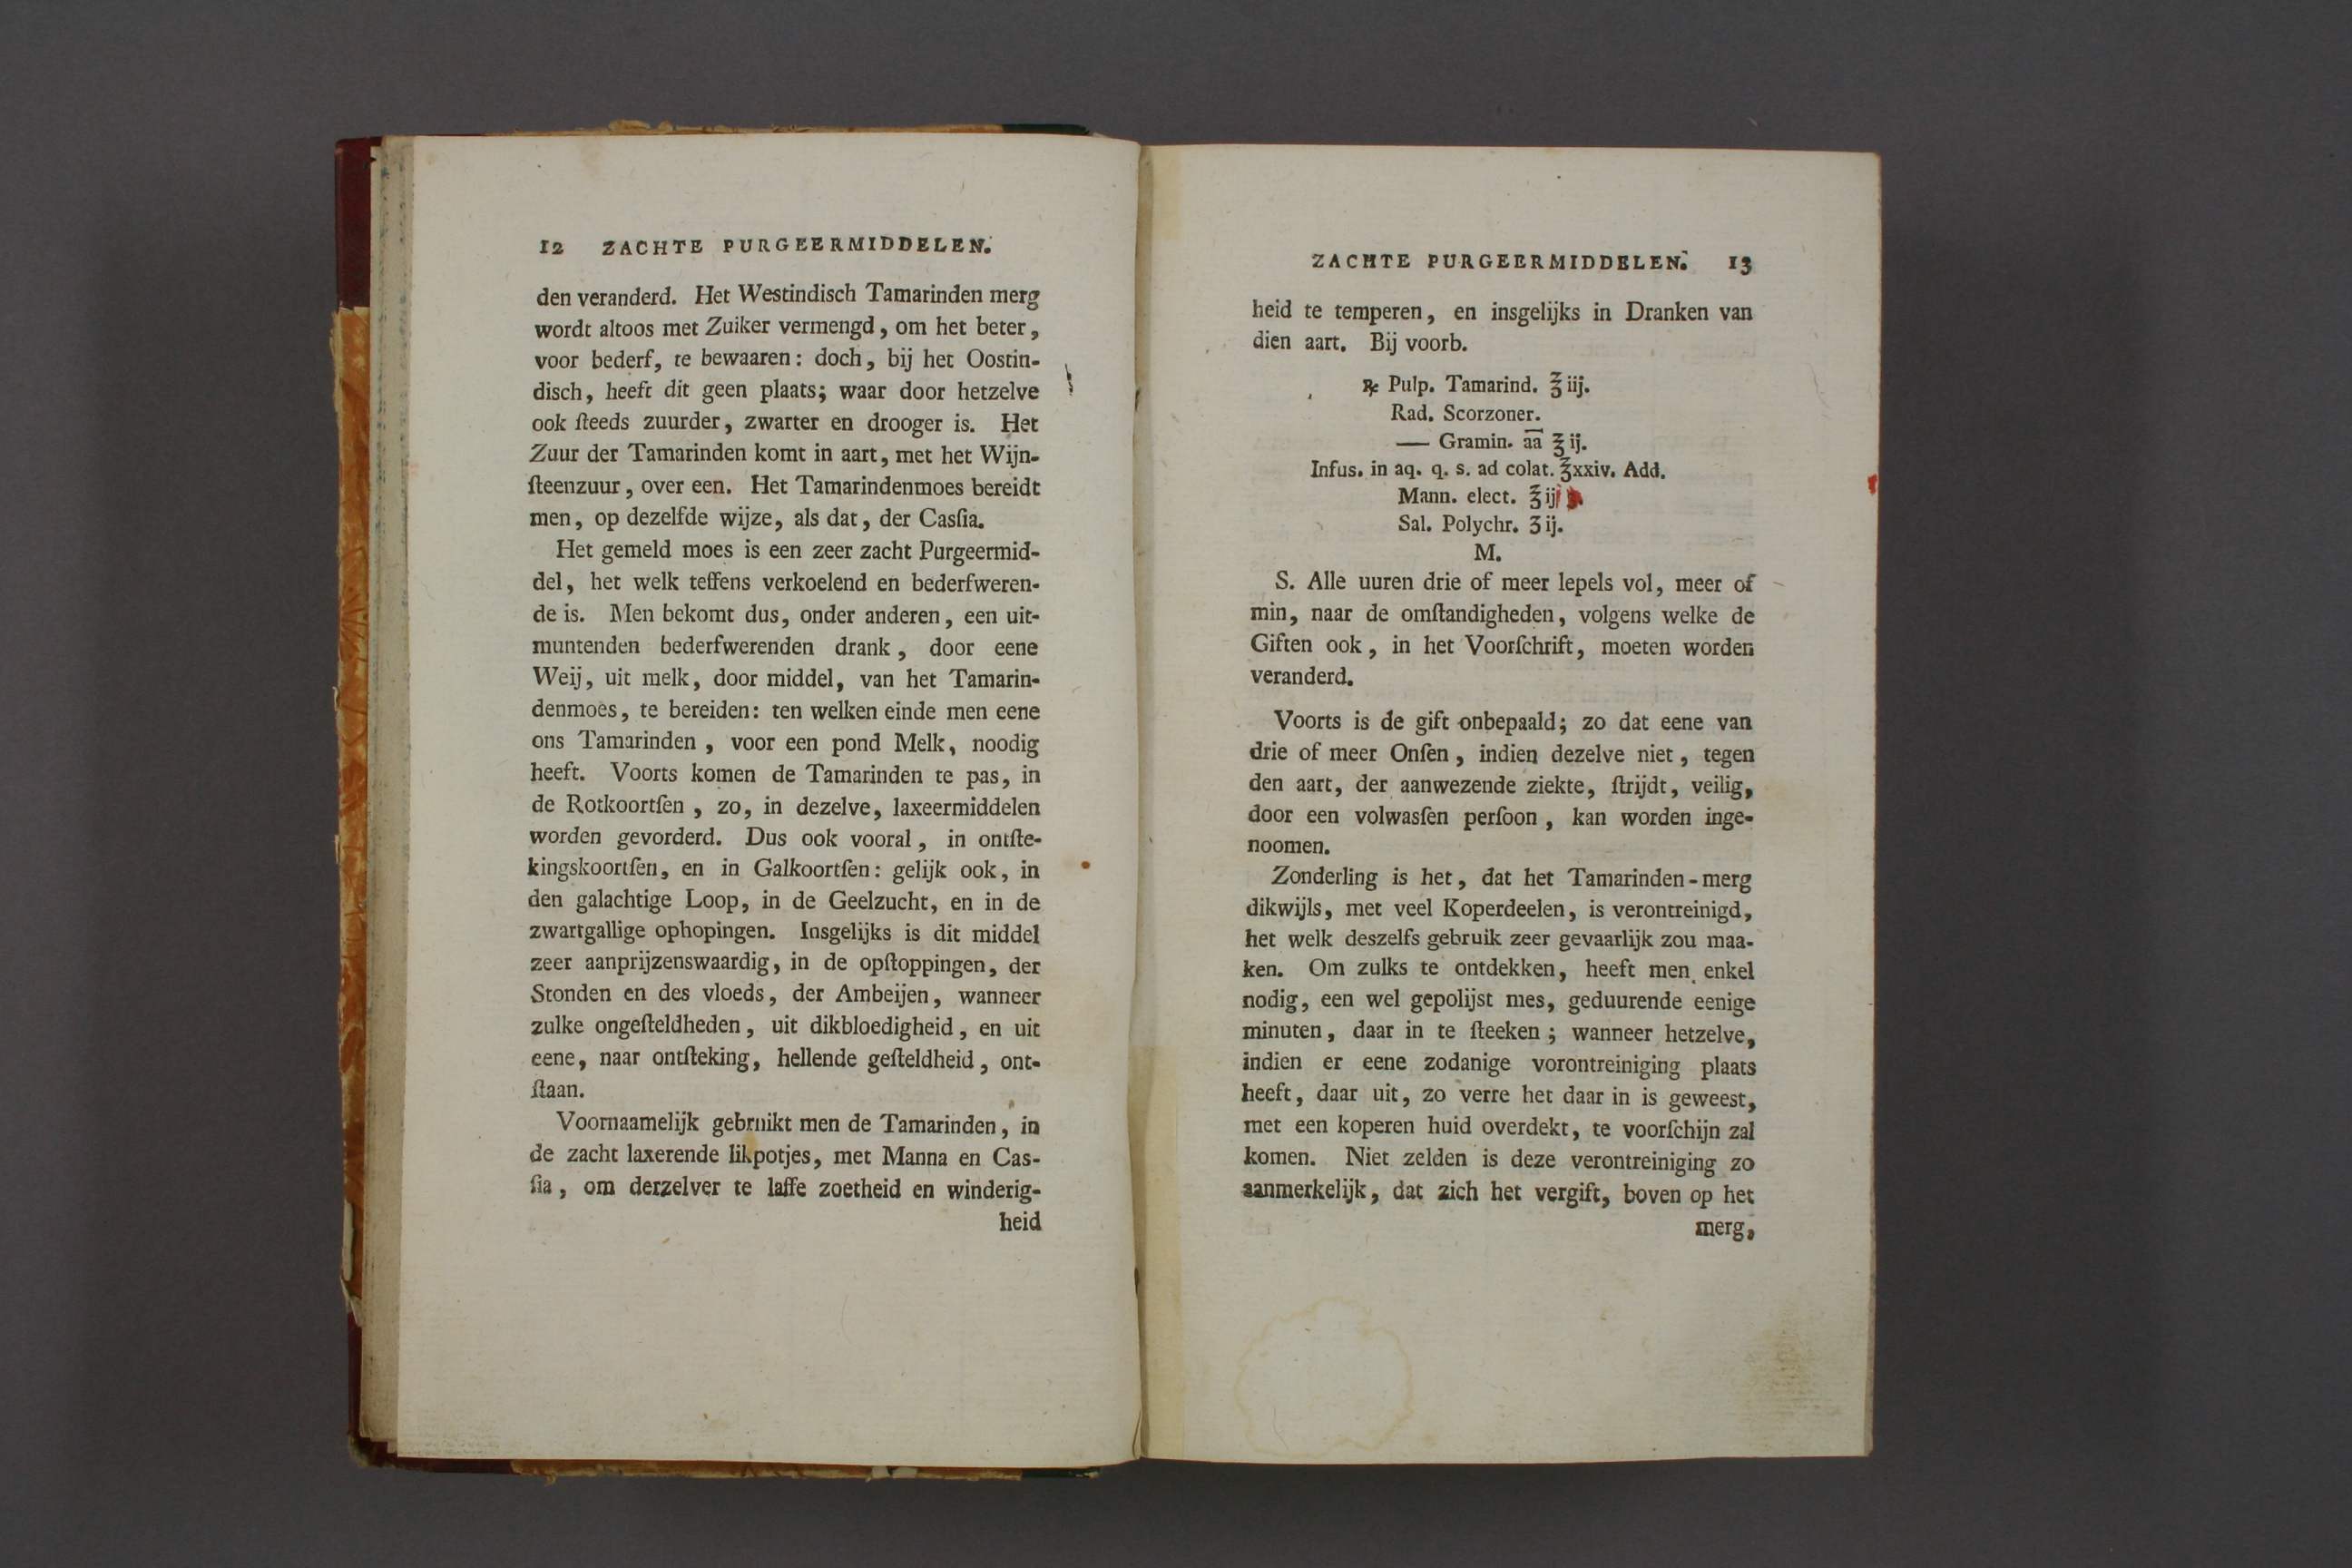 12 ZACHTE PURGEERMIDDELEN.
den veranderd. Het Westindisch Tamarinden merg
wordt altoos met Zuiker vermengd, om het beter,
voor bederf, te bewaaren: doch, bij het Oostin-
disch, heeft dit geen plaats; waar door hetzelve
ook ſteeds zuurder, zwarter en drooger is. Het
Zuur der Tamarinden komt in aart, met het Wijn-
ſteenzuur, over een. Het Tamarindenmoes bereidt
men, op dezelfde wijze, als dat, der Casſia.
Het gemeld moes is een zeer zacht Purgeermid-
del, het welk teffens verkoelend en bederfweren-
de is. Men bekomt dus, onder anderen, een uit-
muntenden bederfwerenden drank, door eene
Weij, uit melk, door middel, van het Tamarin-
denmoes, te bereiden: ten welken einde men eene
ons Tamarinden, voor een pond Melk, noodig
heeft. Voorts komen de Tamarinden te pas, in
de Rotkoortſen, zo, in dezelve, laxeermiddelen
worden gevorderd. Dus ook vooral, in ontſte-
kingskoortſen, en in Galkoortſen: gelijk ook, in
den galachtige Loop, in de Geelzucht, en in de
zwartgallige ophopingen. Insgelijks is dit middel
zeer aanprijzenswaardig, in de opſtoppingen, der
Stonden en des vloeds, der Ambeijen, wanneer
zulke ongeſteldheden, uit dikbloedigheid, en uit
eene, naar ontſteking, hellende geſteldheid, ont-
ſtaan.
Voornaamelijk gebrnikt men de Tamarinden, in
de zacht laxerende likpotjes, met Manna en Cas-
ſia, om derzelver te laffe zoetheid en winderig-
heid
ZACHTE PURGEERMIDDELEN. 13
heid te temperen, en insgelijks in Dranken van
dien aart. Bij voorb.
℞ Pulp. Tamarind. ℥iij.
Rad. Scorzoner.
— Gramin. a̅a̅ ℥ij.
Infus. in aq. q. s. ad colat. ℥xxiv. Add.
Mann. elect. ℥ij
Sal. Polychr. ʒij.
M.
S. Alle uuren drie of meer lepels vol, meer of
min, naar de omſtandigheden, volgens welke de
Giften ook, in het Voorſchrift, moeten worden
veranderd.
Voorts is de gift onbepaald; zo dat eene van
drie of meer Onſen, indien dezelve niet, tegen
den aart, der aanwezende ziekte, ſtrijdt, veilig,
door een volwasſen perſoon, kan worden inge-
noomen.
Zonderling is het, dat het Tamarinden-merg
dikwijls, met veel Koperdeelen, is verontreinigd,
het welk deszelfs gebruik zeer gevaarlijk zou maa-
ken. Om zulks te ontdekken, heeft men enkel
nodig, een wel gepolijst mes, geduurende eenige
minuten, daar in te ſteeken; wanneer hetzelve,
indien er eene zodanige vorontreiniging plaats
heeft, daar uit, zo verre het daar in is geweest,
met een koperen huid overdekt, te voorſchijn zal
komen. Niet zelden is deze verontreiniging zo
aanmerkelijk, dat zich het vergift, boven op het
merg,